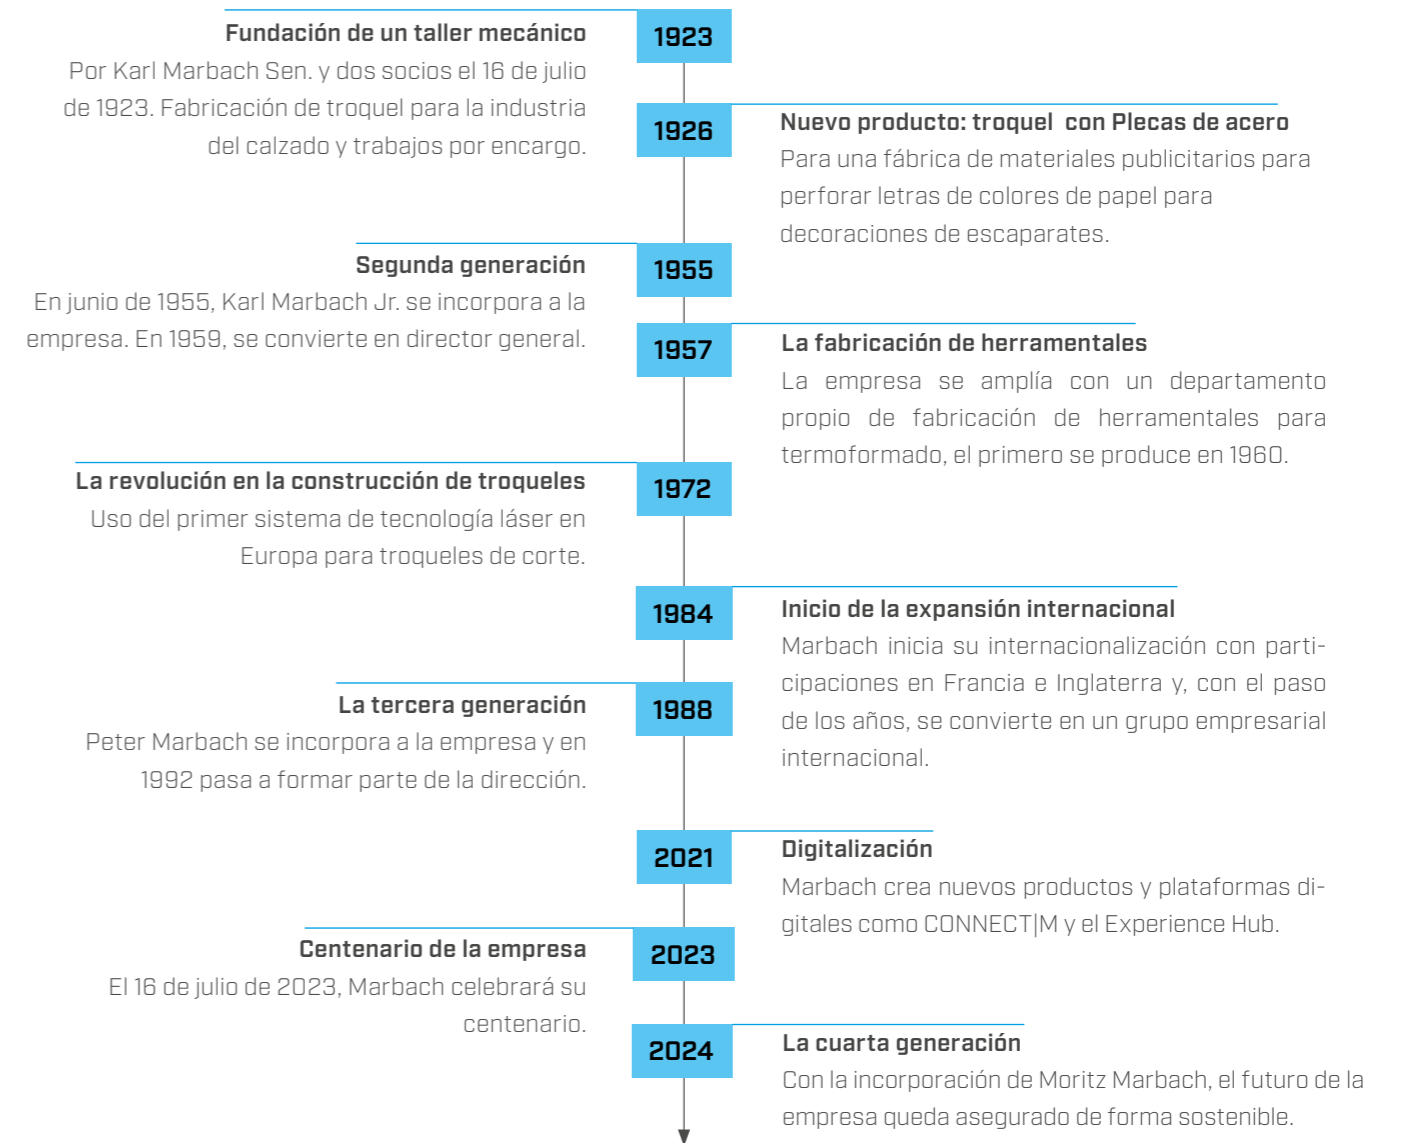 1923
Fundación de un taller mecánico
Por Karl Marbach Sen. y dos socios el 16 de julio
de 1923. Fabricación de troquel para la industria
del calzado y trabajos por encargo.
1926
Nuevo producto: troquel  con Plecas de acero
Para una fábrica de materiales publicitarios para
perforar letras de colores de papel para
decoraciones de escaparates.
1955
Segunda generación
En junio de 1955, Karl Marbach Jr. se incorpora a la
empresa. En 1959, se convierte en director general.
1957
La fabricación de herramentales
La empresa se amplía con un departamento
propio de fabricación de herramentales para
termoformado, el primero se produce en 1960.
1972
La revolución en la construcción de troqueles
Uso del primer sistema de tecnología láser en
Europa para troqueles de corte.
1984
Inicio de la expansión internacional
Marbach inicia su internacionalización con parti-
cipaciones en Francia e Inglaterra y, con el paso
de los años, se convierte en un grupo empresarial
internacional.
1988
La tercera generación
Peter Marbach se incorpora a la empresa y en
1992 pasa a formar parte de la dirección.
2021
Digitalización
Marbach crea nuevos productos y plataformas di-
gitales como CONNECT|M y el Experience Hub.
2023
Centenario de la empresa
El 16 de julio de 2023, Marbach celebrará su
centenario.
2024
La cuarta generación
Con la incorporación de Moritz Marbach, el futuro de la
empresa queda asegurado de forma sostenible.